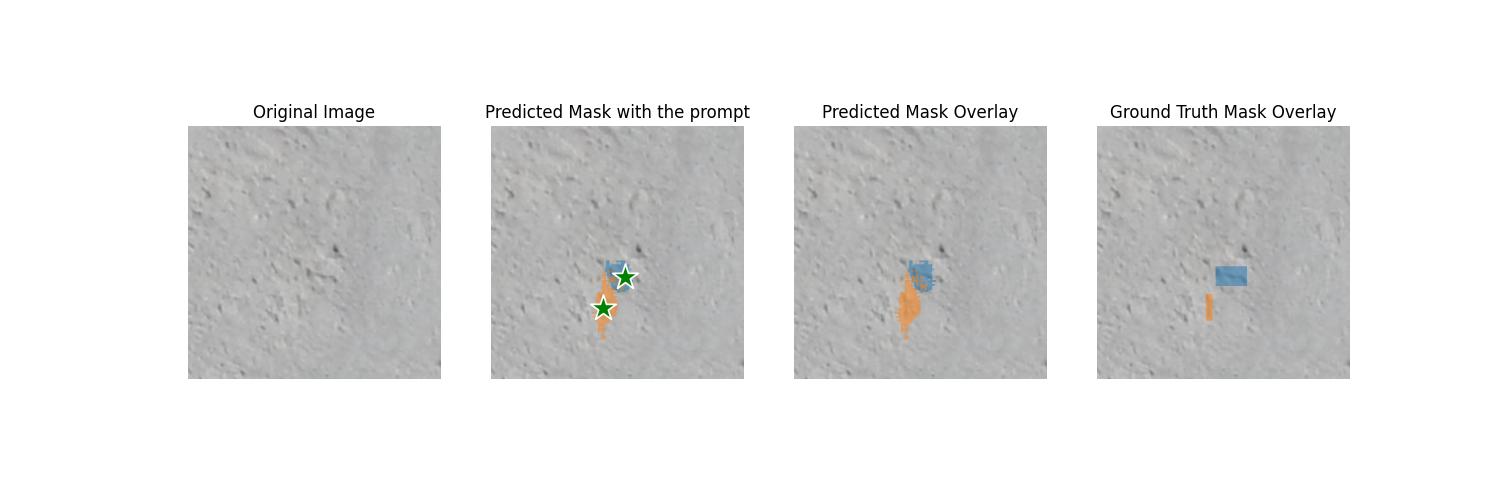 Original Image
Predicted Mask with the prompt
Predicted Mask Overlay
Ground Truth Mask Overlay